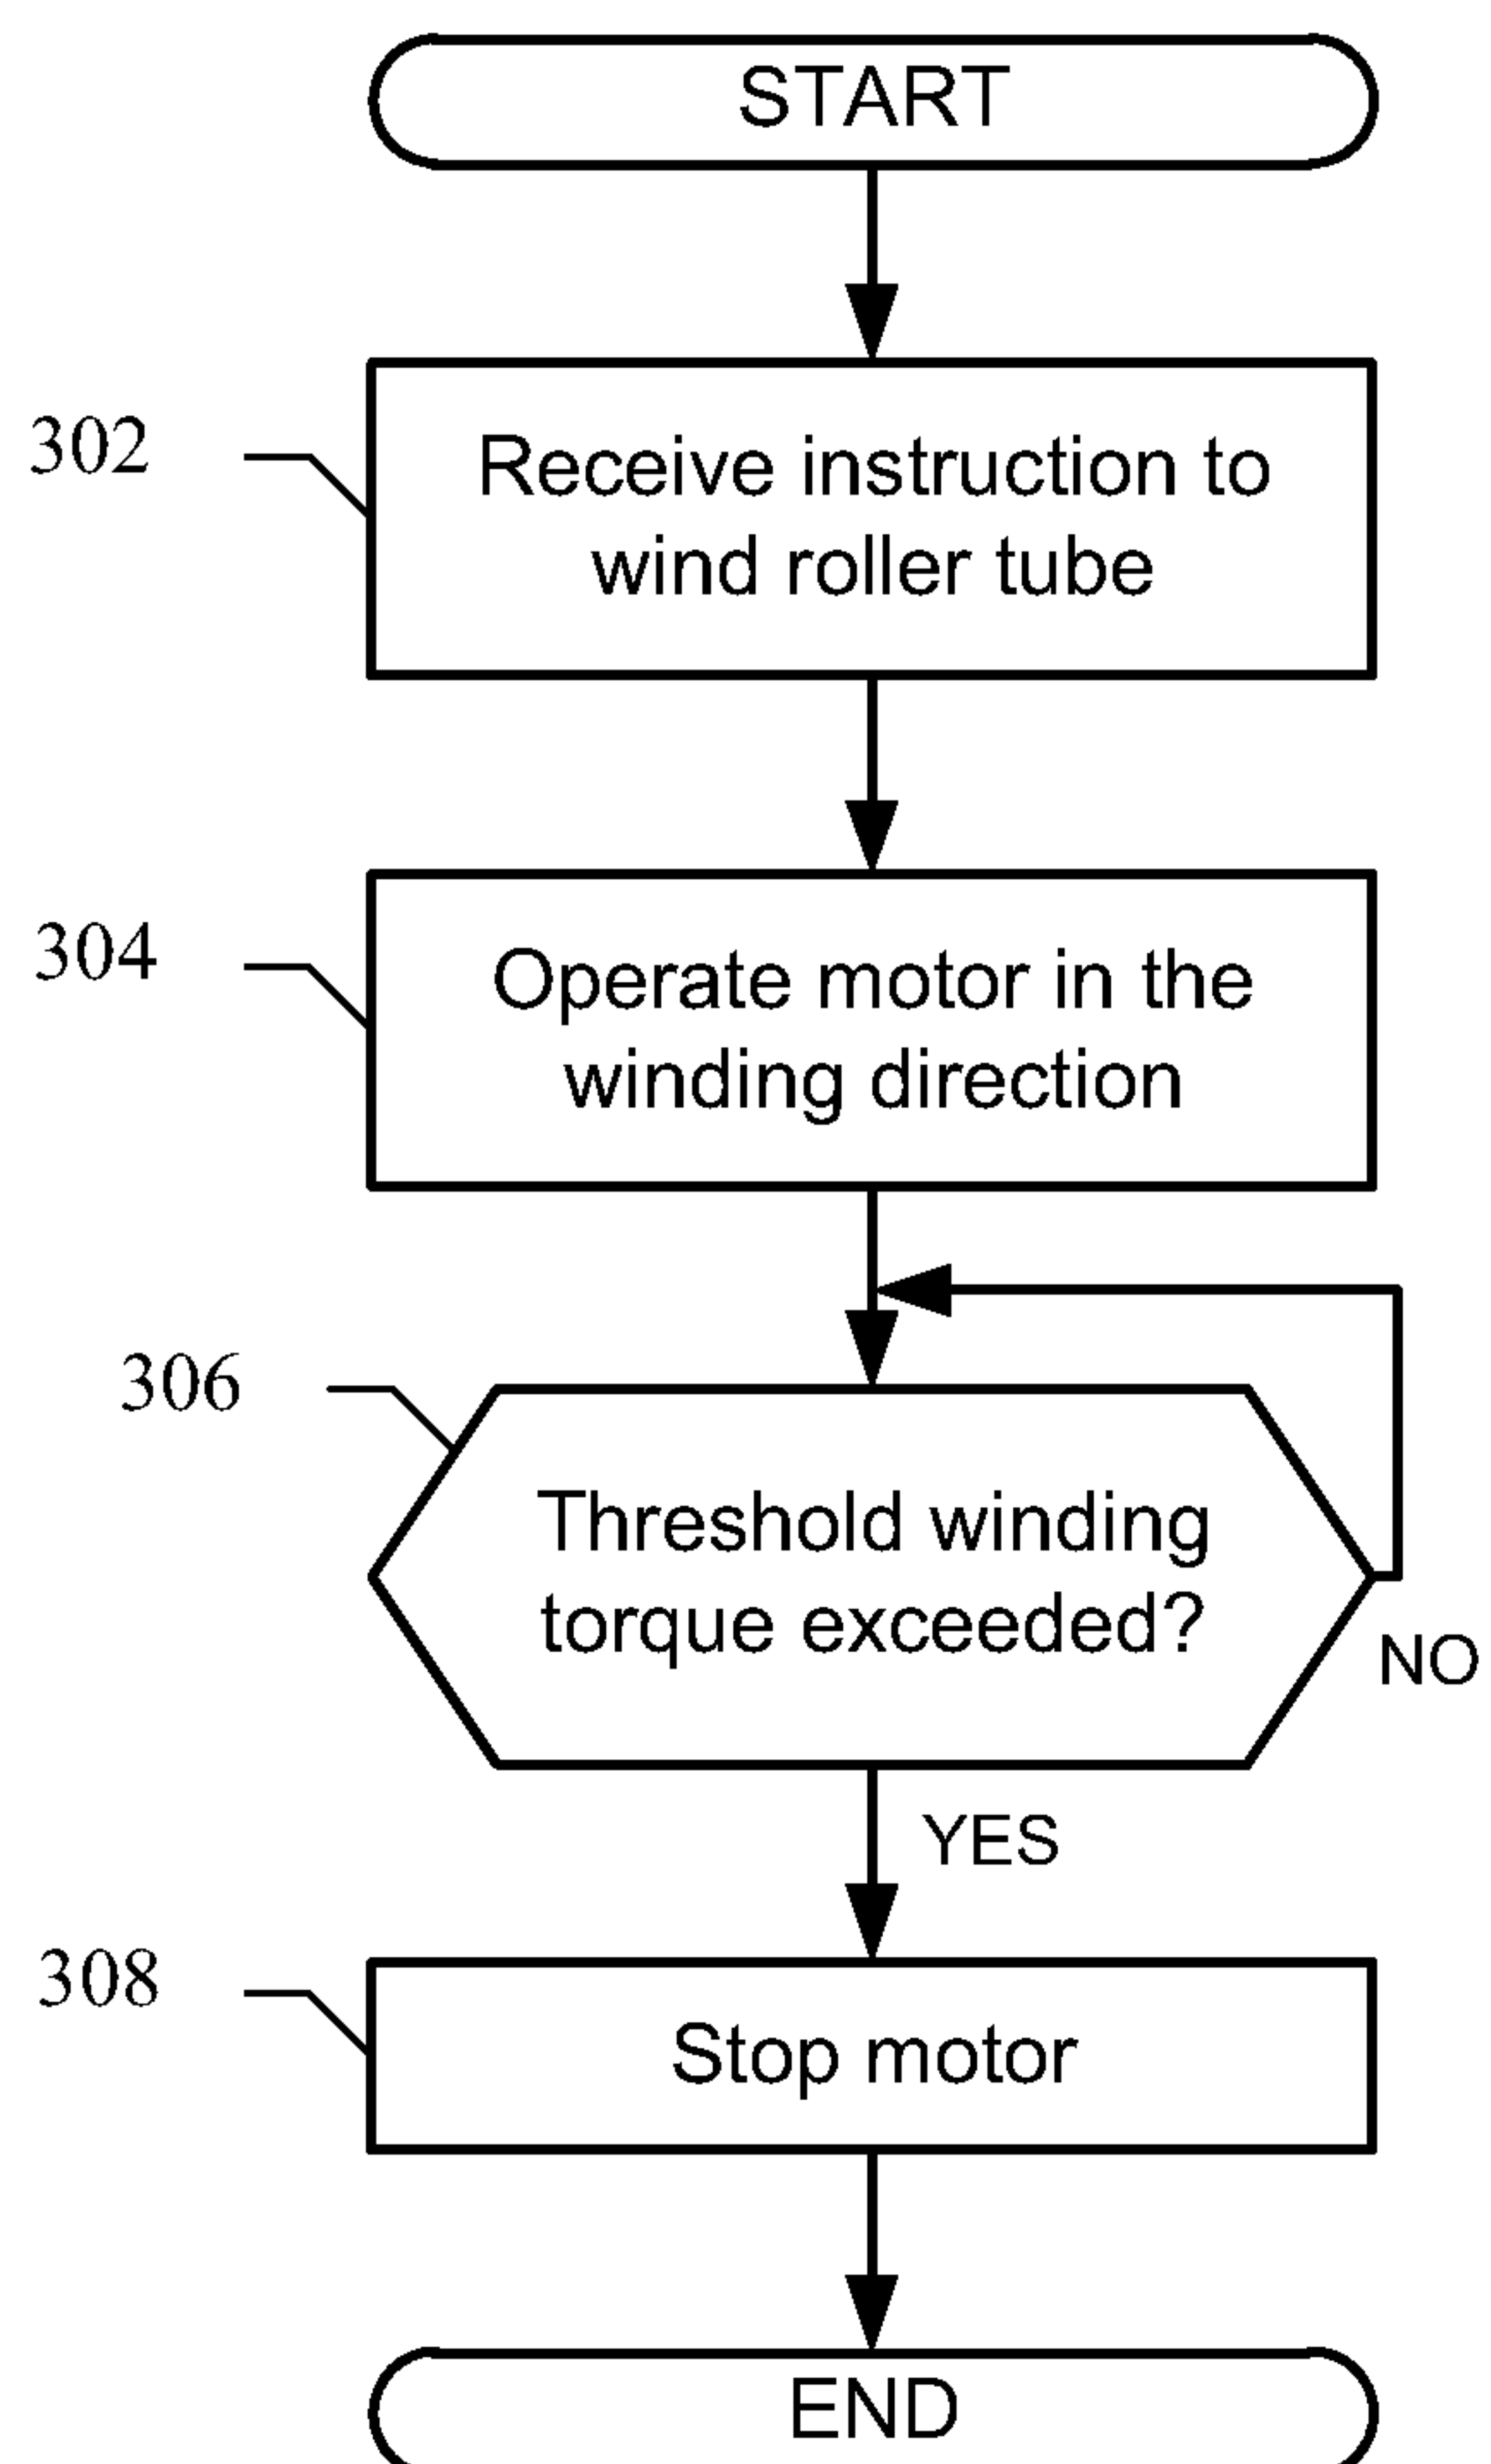 START
302
Receive instruction to
wind roller tube
304
Operate motor in the
winding direction
306
Threshold winding
torque exceeded?
NO
YES
308
Stop motor
END